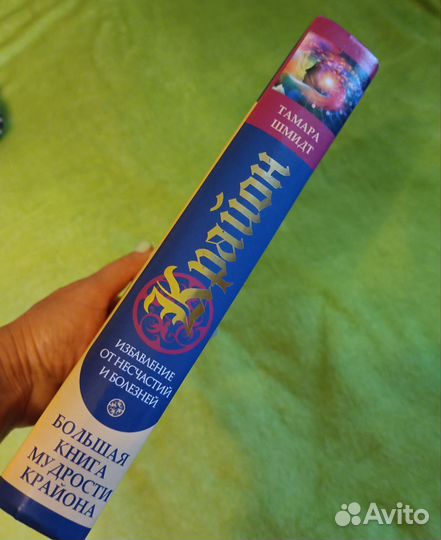 ТАМАРА
ШМИДТ
Крайон
ИЗБАВЛЕНИЕ
ОТ НЕСЧАСТИЙ
И БОЛЕЗНЕЙ
БОЛЬШАЯ
КНИГА
МУДРОСТИ
КРАЙОНА
Avito